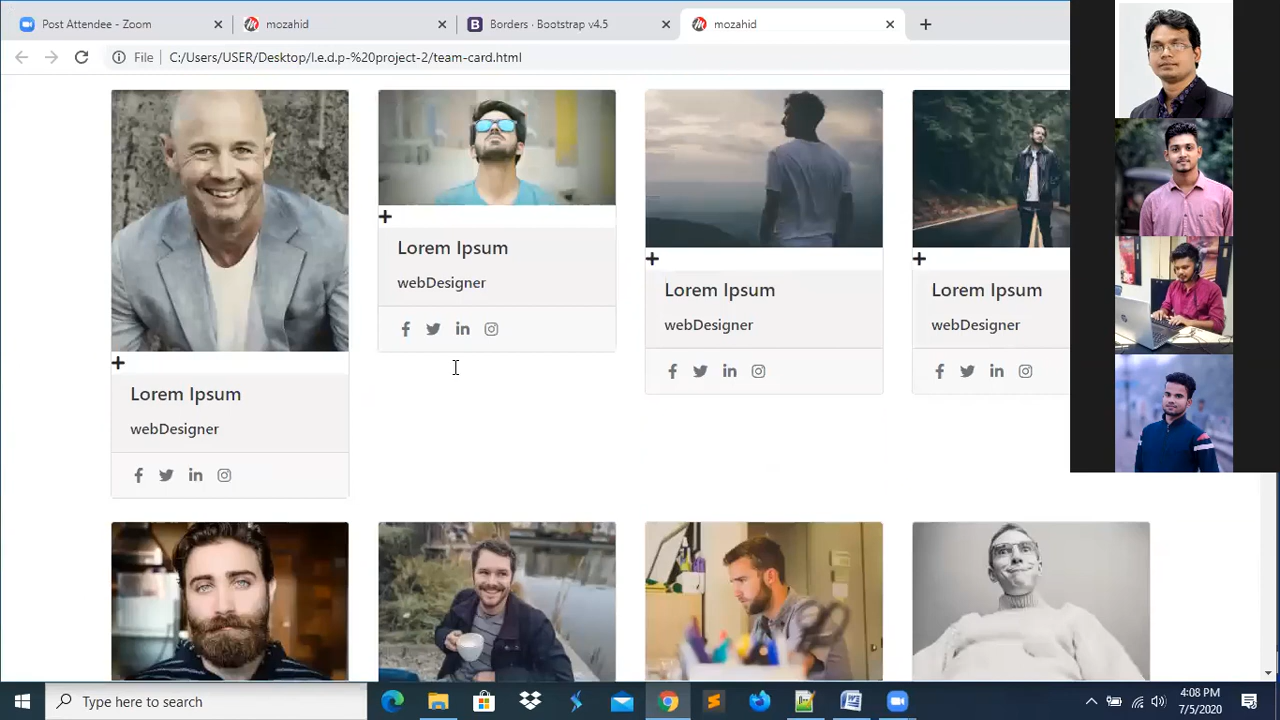 Post Attendee - Zoom
mozahid
Borders · Bootstrap v4.5
mozahid
File
C:/Users/USER/Desktop/l.e.d.p-%20project-2/team-card.html
Lorem Ipsum
webDesigner
Lorem Ipsum
webDesigner
Lorem Ipsum
webDesigner
Lorem Ipsum
webDesigner
Type here to search
4:08 PM
7/5/2020